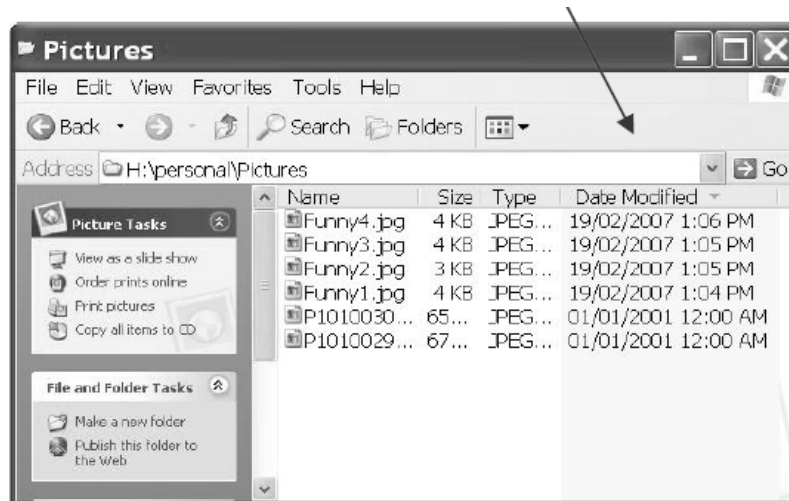 Pictures
File Edit View Favorites Tools Help
Back Search Folders
Address H:\personal\Pictures Go
Name Size Type Date Modified
Picture Tasks
View as a slide show
Order prints online
Print pictures
Copy all items to CD
File and Folder Tasks
Make a new folder
Publish this folder to
the Web
Funny4.jpg 4 KB JPEG... 19/02/2007 1:06 PM
Funny3.jpg 4 KB JPEG... 19/02/2007 1:05 PM
Funny2.jpg 3 KB JPEG... 19/02/2007 1:05 PM
Funny1.jpg 4 KB JPEG... 19/02/2007 1:04 PM
P1010030... 65... JPEG... 01/01/2001 12:00 AM
P1010029... 67... JPEG... 01/01/2001 12:00 AM